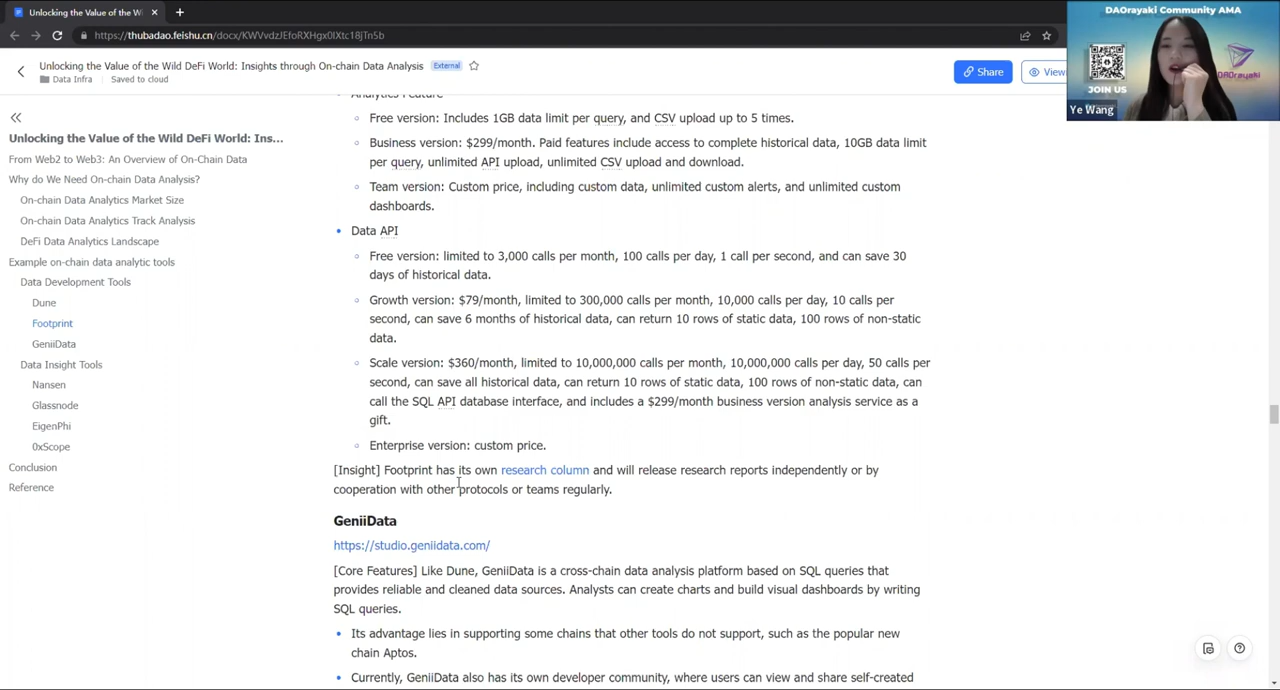 Unlocking the Value of the Wi
https://thubadao.feishu.cn/docx/KWVvdzJEfoRXHgx0IXtc18jTn5b
Unlocking the Value of the Wild DeFi World: Insights through On-chain Data Analysis
External
Data Infra
Saved to cloud
Share
View
DAOrayaki Community AMA
JOIN US
DAOrayaki
Ye Wang
Unlocking the Value of the Wild DeFi World: Ins...
From Web2 to Web3: An Overview of On-Chain Data
Why do We Need On-chain Data Analysis?
On-chain Data Analytics Market Size
On-chain Data Analytics Track Analysis
DeFi Data Analytics Landscape
Example on-chain data analytic tools
Data Development Tools
Dune
Footprint
GeniiData
Data Insight Tools
Nansen
Glassnode
EigenPhi
0xScope
Conclusion
Reference
Analytics Feature
Free version: Includes 1GB data limit per query, and CSV upload up to 5 times.
Business version: $299/month. Paid features include access to complete historical data, 10GB data limit
per query, unlimited API upload, unlimited CSV upload and download.
Team version: Custom price, including custom data, unlimited custom alerts, and unlimited custom
dashboards.
Data API
Free version: limited to 3,000 calls per month, 100 calls per day, 1 call per second, and can save 30
days of historical data.
Growth version: $79/month, limited to 300,000 calls per month, 10,000 calls per day, 10 calls per
second, can save 6 months of historical data, can return 10 rows of static data, 100 rows of non-static
data.
Scale version: $360/month, limited to 10,000,000 calls per month, 10,000,000 calls per day, 50 calls per
second, can save all historical data, can return 10 rows of static data, 100 rows of non-static data, can
call the SQL API database interface, and includes a $299/month business version analysis service as a
gift.
Enterprise version: custom price.
[Insight] Footprint has its own research column and will release research reports independently or by
cooperation with other protocols or teams regularly.
GeniiData
https://studio.geniidata.com/
[Core Features] Like Dune, GeniiData is a cross-chain data analysis platform based on SQL queries that
provides reliable and cleaned data sources. Analysts can create charts and build visual dashboards by writing
SQL queries.
Its advantage lies in supporting some chains that other tools do not support, such as the popular new
chain Aptos.
Currently, GeniiData also has its own developer community, where users can view and share self-created